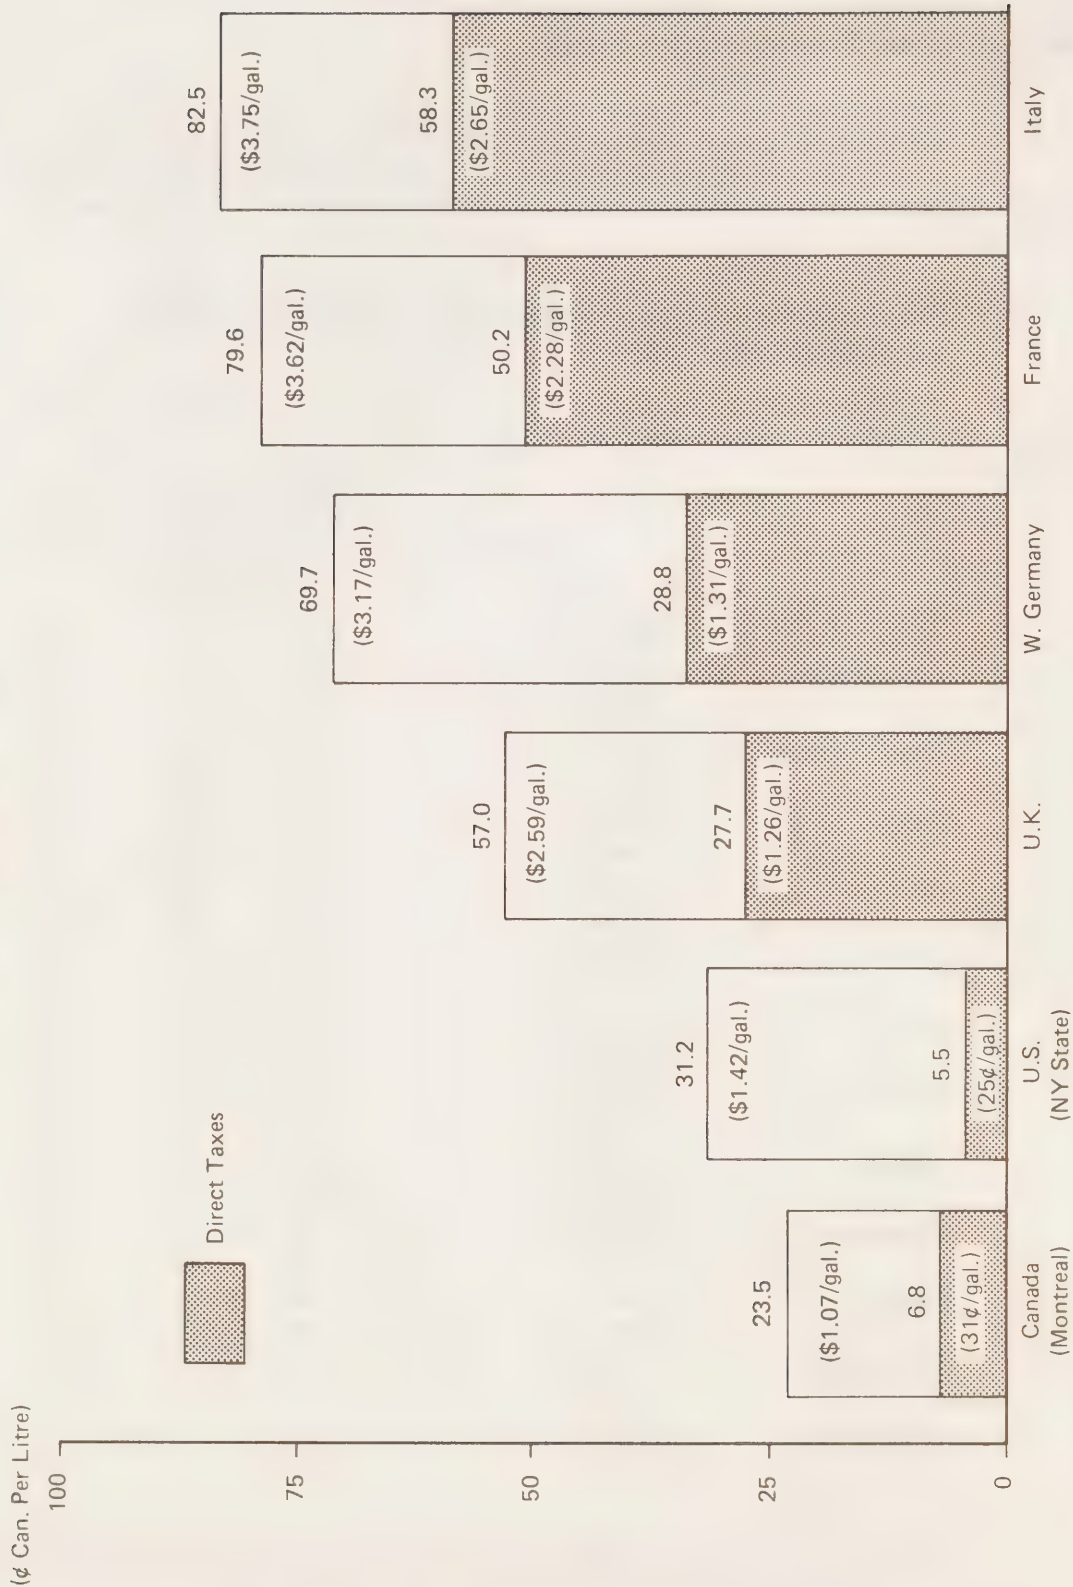 (¢ Can. Per Litre)
100
75
50
25
0
Direct Taxes
23.5
($1.07/gal.)
6.8
(31¢/gal.)
Canada
(Montreal)
31.2
($1.42/gal.)
5.5
(25¢/gal.)
U.S.
(NY State)
57.0
($2.59/gal.)
27.7
($1.26/gal.)
U.K.
69.7
($3.17/gal.)
28.8
($1.31/gal.)
W. Germany
79.6
($3.62/gal.)
50.2
($2.28/gal.)
France
82.5
($3.75/gal.)
58.3
($2.65/gal.)
Italy